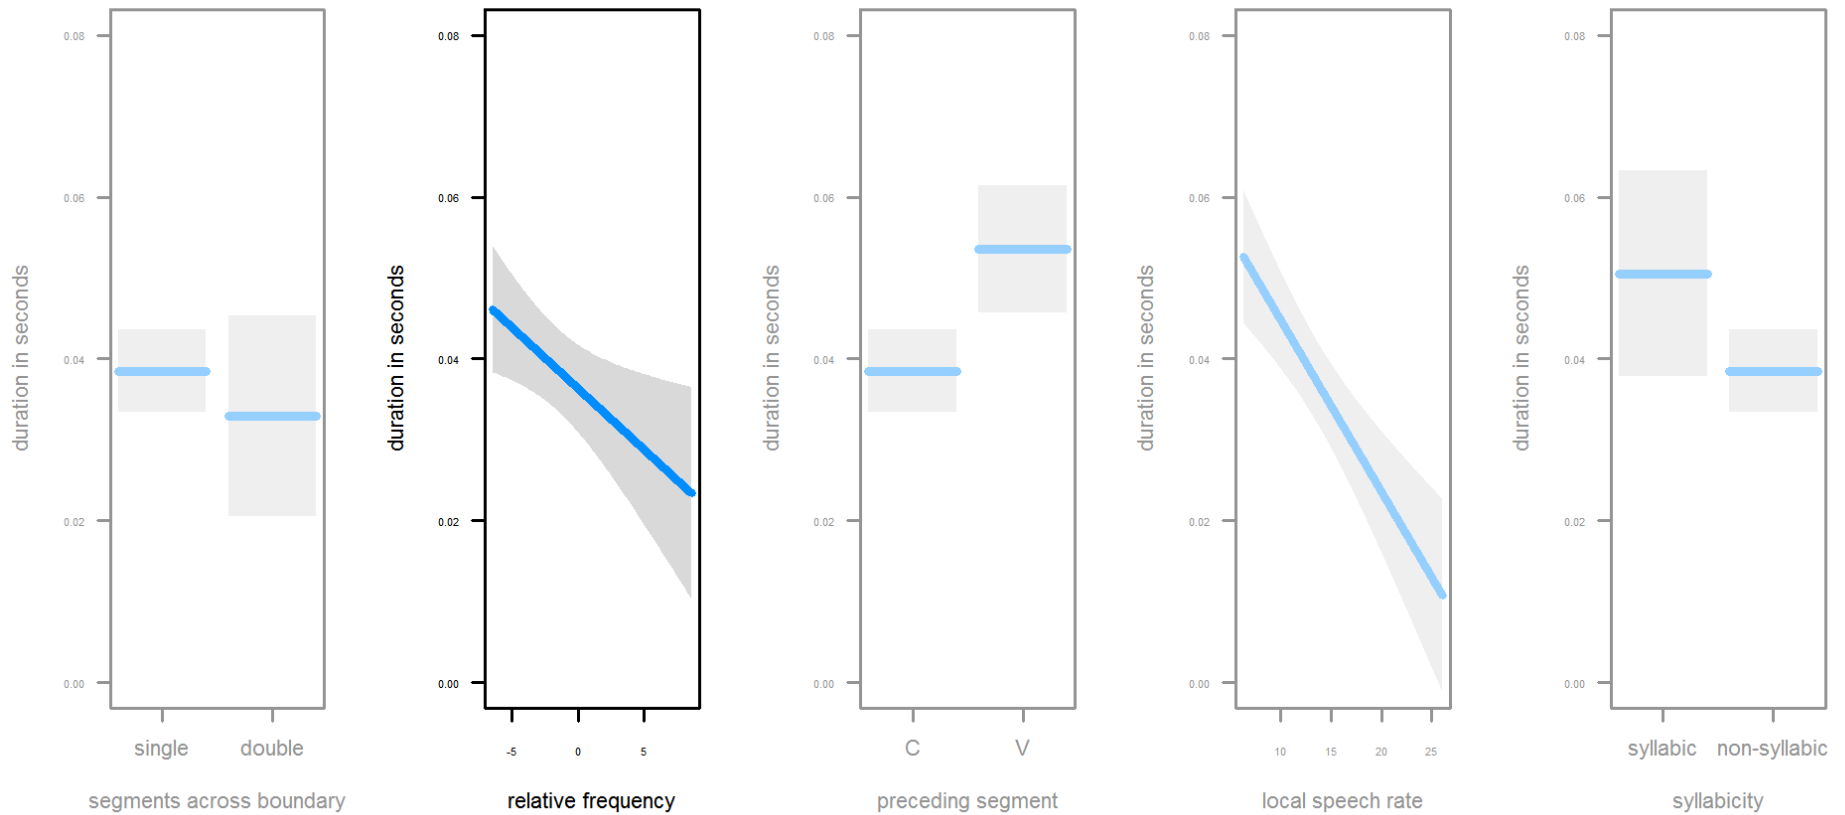 duration in seconds
0.08
0.06
0.04
0.02
0.00
single double
segments across boundary
duration in seconds
0.08
0.06
0.04
0.02
0.00
-5 0 5
relative frequency
duration in seconds
0.08
0.06
0.04
0.02
0.00
C V
preceding segment
duration in seconds
0.08
0.06
0.04
0.02
0.00
10 15 20 25
local speech rate
duration in seconds
0.08
0.06
0.04
0.02
0.00
syllabic non-syllabic
syllabicity